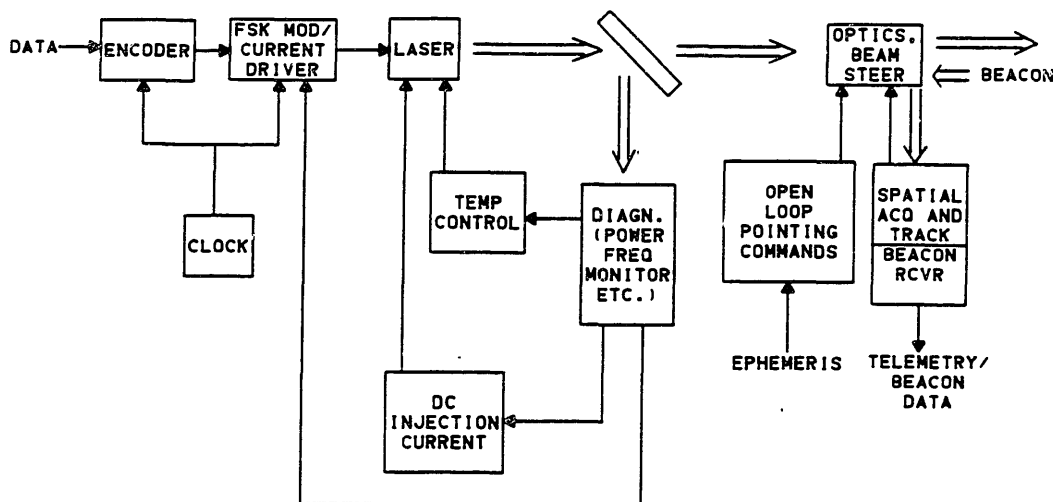 DATA
ENCODER
FSK MOD/
CURRENT
DRIVER
LASER
OPTICS.
BEAM
STEER
BEACON
CLOCK
TEMP
CONTROL
DIAGN.
(POWER
FREQ
MONITOR
ETC.)
OPEN
LOOP
POINTING
COMMANDS
SPATIAL
ACQ AND
TRACK
BEACON
RCVR
DC
INJECTION
CURRENT
EPHEMERIS
TELEMETRY/
BEACON
DATA